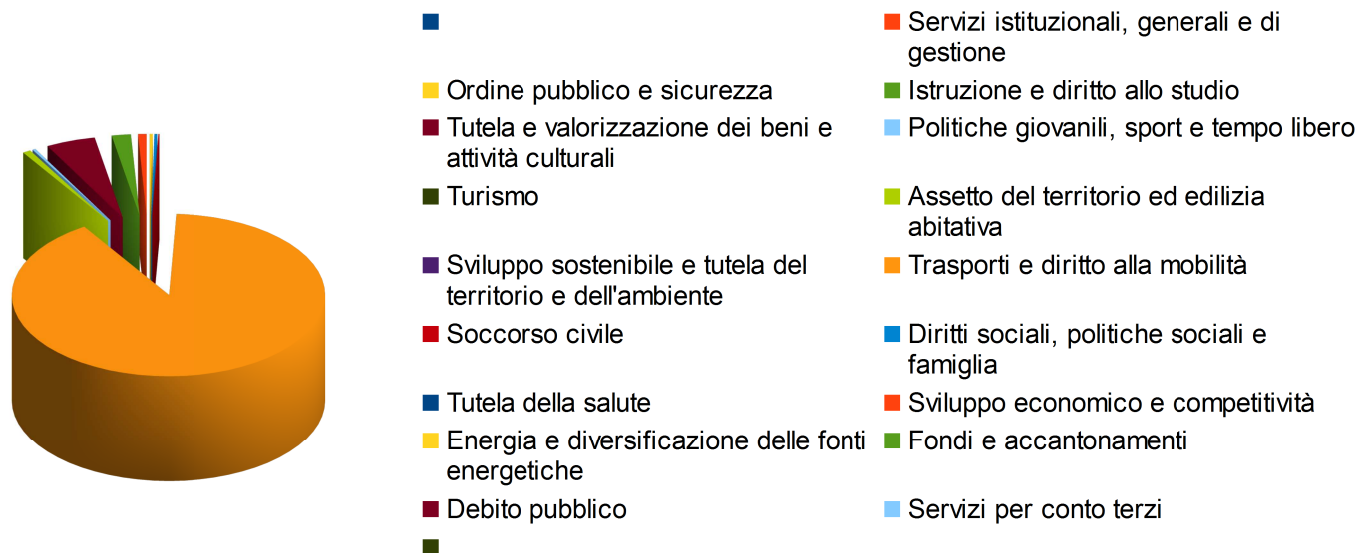 Servizi istituzionali, generali e di
gestione
Ordine pubblico e sicurezza
Istruzione e diritto allo studio
Tutela e valorizzazione dei beni e
attività culturali
Politiche giovanili, sport e tempo libero
Turismo
Assetto del territorio ed edilizia
abitativa
Sviluppo sostenibile e tutela del
territorio e dell'ambiente
Trasporti e diritto alla mobilità
Soccorso civile
Diritti sociali, politiche sociali e
famiglia
Tutela della salute
Sviluppo economico e competitività
Energia e diversificazione delle fonti
energetiche
Fondi e accantonamenti
Debito pubblico
Servizi per conto terzi